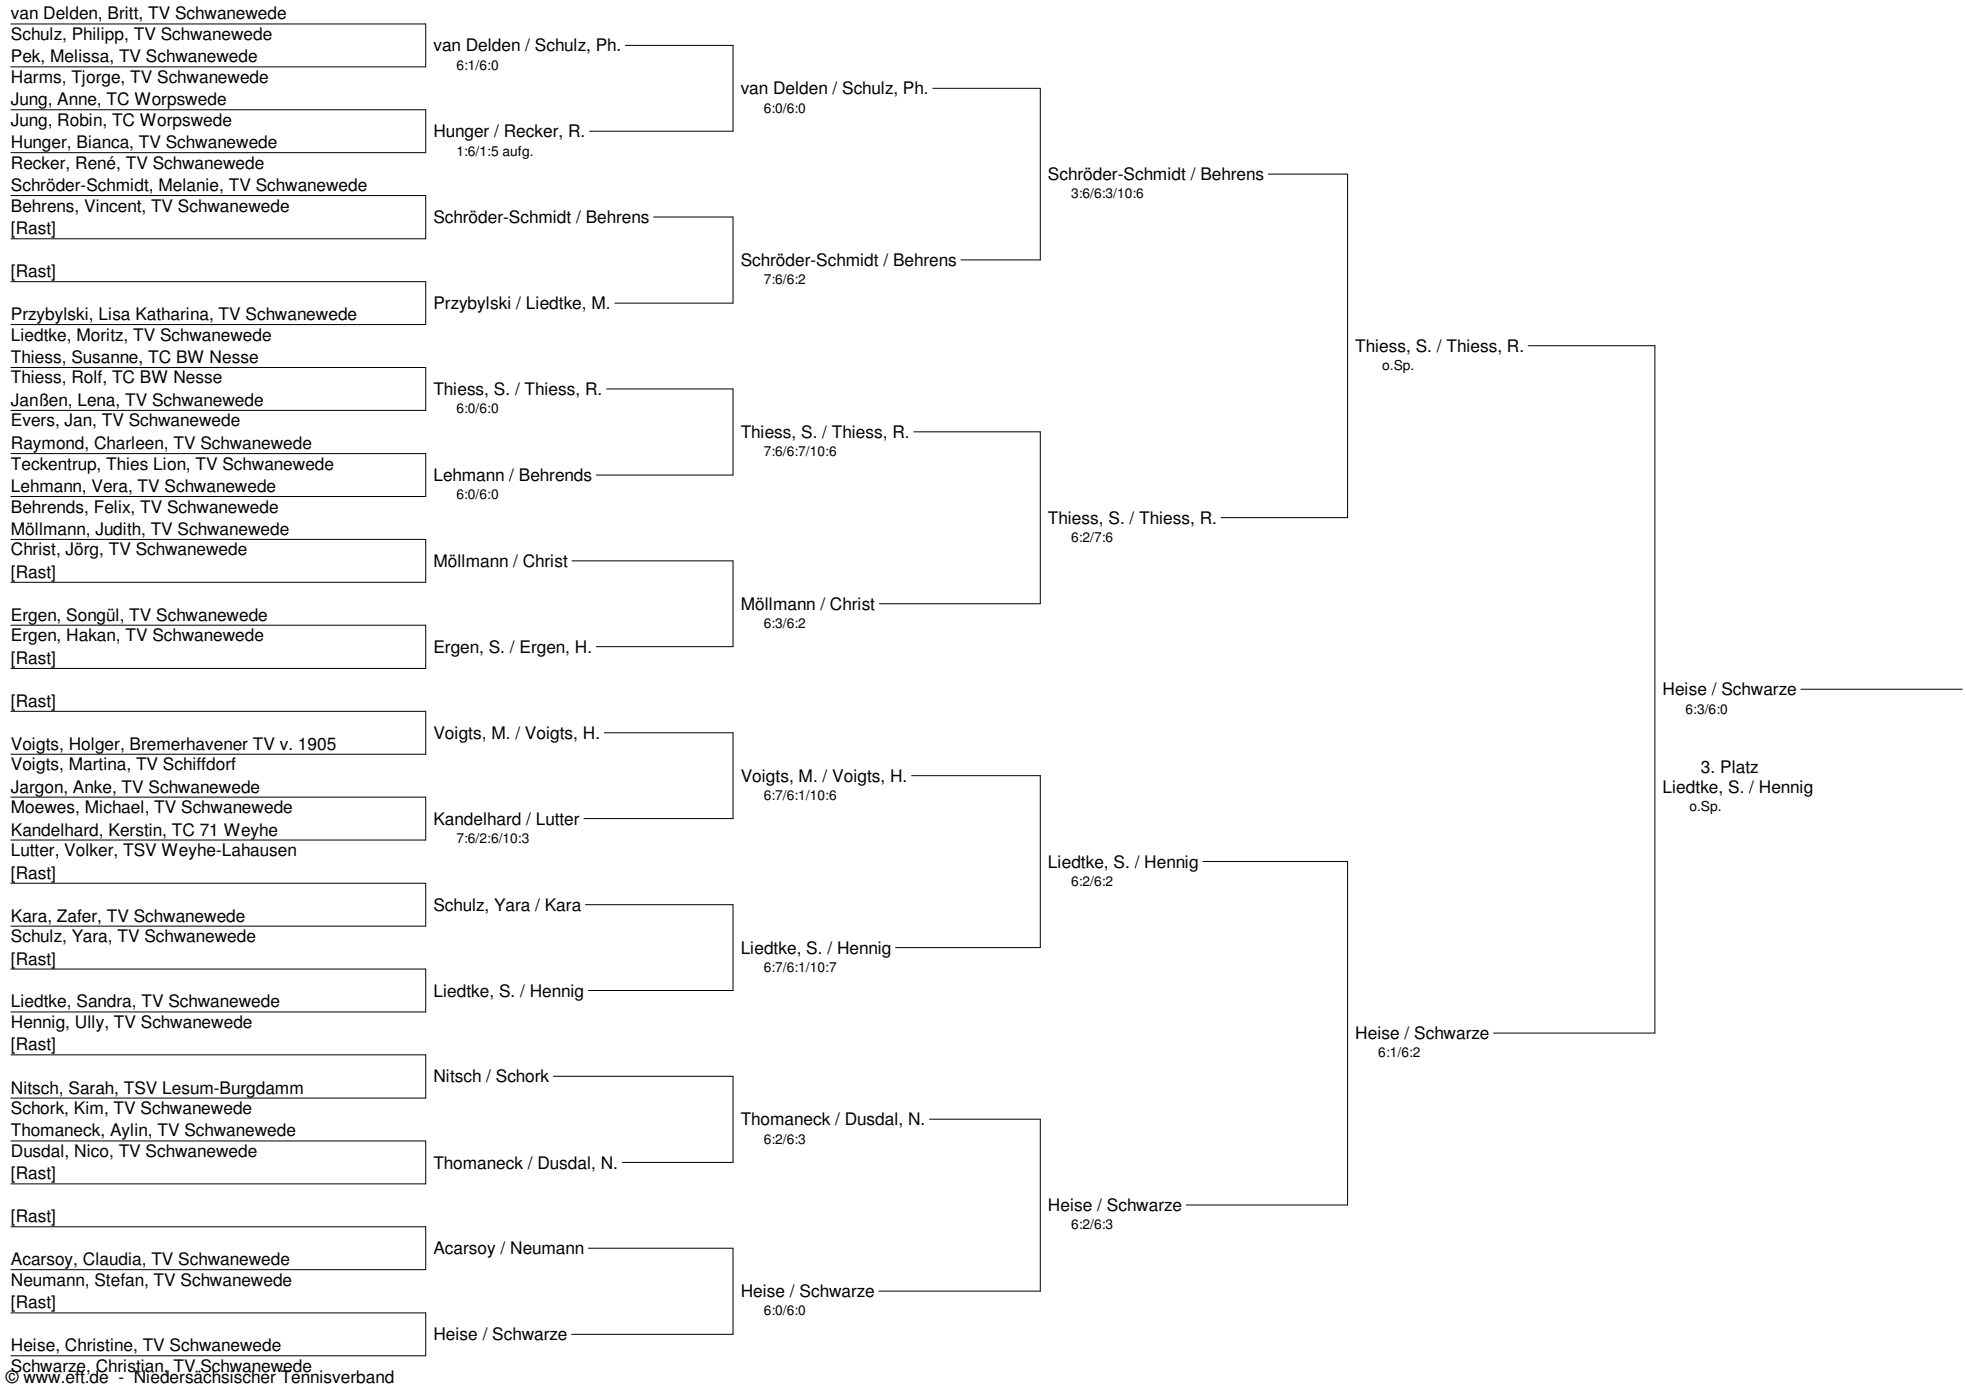 van Delden, Britt, TV Schwanewede
Schulz, Philipp, TV Schwanewede
Pek, Melissa, TV Schwanewede
Harms, Tjorge, TV Schwanewede
Jung, Anne, TC Worpswede
Jung, Robin, TC Worpswede
Hunger, Bianca, TV Schwanewede
Recker, René, TV Schwanewede
Schröder-Schmidt, Melanie, TV Schwanewede
Behrens, Vincent, TV Schwanewede
[Rast]
[Rast]
Przybylski, Lisa Katharina, TV Schwanewede
Liedtke, Moritz, TV Schwanewede
Thiess, Susanne, TC BW Nesse
Thiess, Rolf, TC BW Nesse
Janßen, Lena, TV Schwanewede
Evers, Jan, TV Schwanewede
Raymond, Charleen, TV Schwanewede
Teckentrup, Thies Lion, TV Schwanewede
Lehmann, Vera, TV Schwanewede
Behrends, Felix, TV Schwanewede
Möllmann, Judith, TV Schwanewede
Christ, Jörg, TV Schwanewede
[Rast]
Ergen, Songül, TV Schwanewede
Ergen, Hakan, TV Schwanewede
[Rast]
[Rast]
Voigts, Holger, Bremerhavener TV v. 1905
Voigts, Martina, TV Schiffdorf
Jargon, Anke, TV Schwanewede
Moewes, Michael, TV Schwanewede
Kandelhard, Kerstin, TC 71 Weyhe
Lutter, Volker, TSV Weyhe-Lahausen
[Rast]
Kara, Zafer, TV Schwanewede
Schulz, Yara, TV Schwanewede
[Rast]
Liedtke, Sandra, TV Schwanewede
Hennig, Ully, TV Schwanewede
[Rast]
Nitsch, Sarah, TSV Lesum-Burgdamm
Schork, Kim, TV Schwanewede
Thomaneck, Aylin, TV Schwanewede
Dusdal, Nico, TV Schwanewede
[Rast]
[Rast]
Acarsoy, Claudia, TV Schwanewede
Neumann, Stefan, TV Schwanewede
[Rast]
Heise, Christine, TV Schwanewede
Schwarze, Christian, TV Schwanewede
van Delden / Schulz, Ph.
6:1/6:0
Hunger / Recker, R.
1:6/1:5 aufg.
Schröder-Schmidt / Behrens
Przybylski / Liedtke, M.
Thiess, S. / Thiess, R.
6:0/6:0
Lehmann / Behrends
6:0/6:0
Möllmann / Christ
Ergen, S. / Ergen, H.
Voigts, M. / Voigts, H.
Kandelhard / Lutter
7:6/2:6/10:3
Schulz, Yara / Kara
Liedtke, S. / Hennig
Nitsch / Schork
Thomaneck / Dusdal, N.
Acarsoy / Neumann
Heise / Schwarze
van Delden / Schulz, Ph.
6:0/6:0
Schröder-Schmidt / Behrens
7:6/6:2
Thiess, S. / Thiess, R.
7:6/6:7/10:6
Möllmann / Christ
6:3/6:2
Voigts, M. / Voigts, H.
6:7/6:1/10:6
Liedtke, S. / Hennig
6:7/6:1/10:7
Thomaneck / Dusdal, N.
6:2/6:3
Heise / Schwarze
6:0/6:0
Schröder-Schmidt / Behrens
3:6/6:3/10:6
Thiess, S. / Thiess, R.
6:2/7:6
Liedtke, S. / Hennig
6:2/6:2
Heise / Schwarze
6:2/6:3
Thiess, S. / Thiess, R.
o.Sp.
Heise / Schwarze
6:1/6:2
Heise / Schwarze
6:3/6:0
3. Platz
Liedtke, S. / Hennig
o.Sp.
© www.eft.de - Niedersächsischer Tennisverband